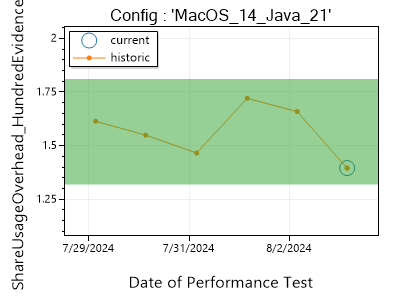 Config : 'MacOS_14_Java_21'
ShareUsageOverhead_HundredEvidence
2
1.75
1.5
1.25
current
historic
7/29/2024
7/31/2024
8/2/2024
Date of Performance Test